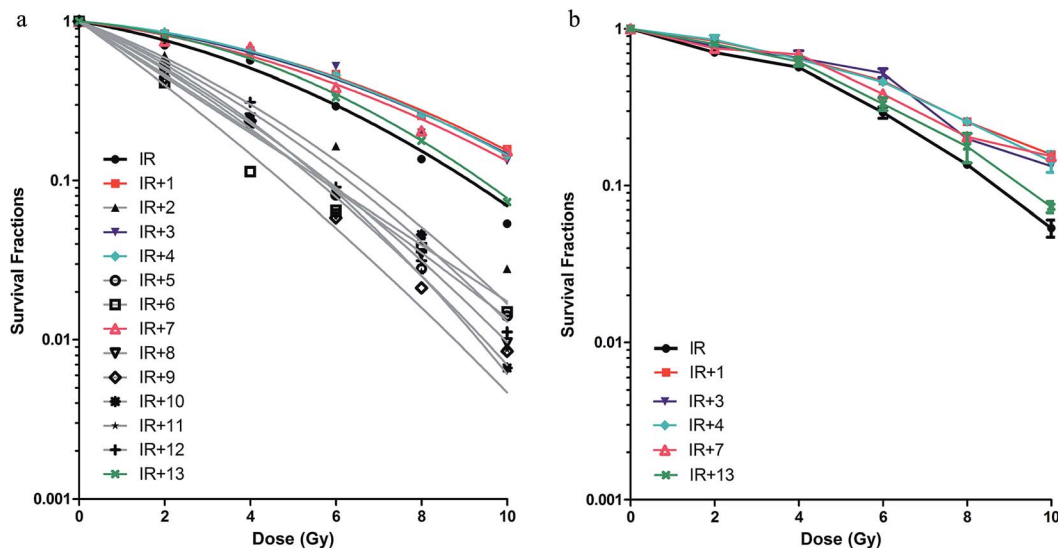 a
Survival Fractions
1
0.1
0.01
0.001
IR
IR+1
IR+2
IR+3
IR+4
IR+5
IR+6
IR+7
IR+8
IR+9
IR+10
IR+11
IR+12
IR+13
0 2 4 6 8 10
Dose (Gy)
b
Survival Fractions
1
0.1
0.01
0.001
IR
IR+1
IR+3
IR+4
IR+7
IR+13
0 2 4 6 8 10
Dose (Gy)